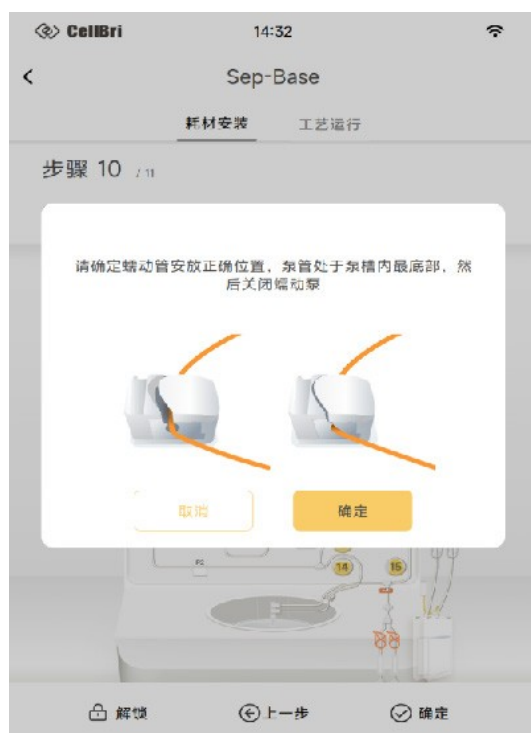 CellBri
14:32
Sep-Base
耗材安装
工艺运行
步骤 10 / 11
请确定蠕动管安放正确位置，泵管处于泵槽内最底部，然
后关闭蠕动泵
取消
确定
PC
14
15
解锁
上一步
确定